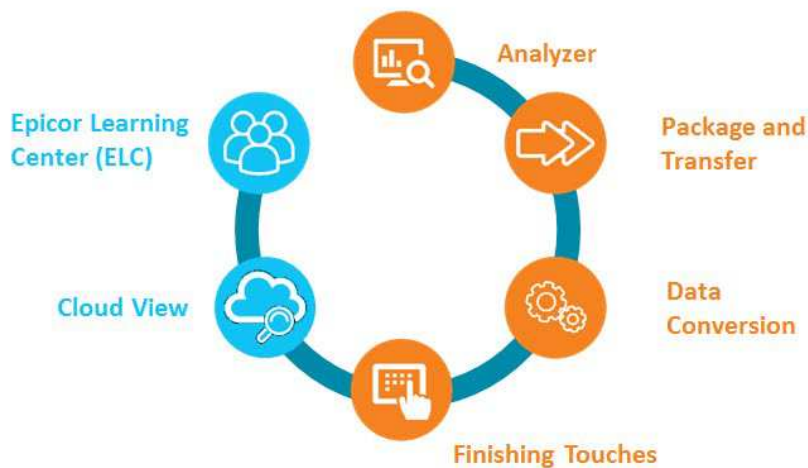 Analyzer
Epicor Learning
Center (ELC)
Package and
Transfer
Cloud View
Data
Conversion
Finishing Touches